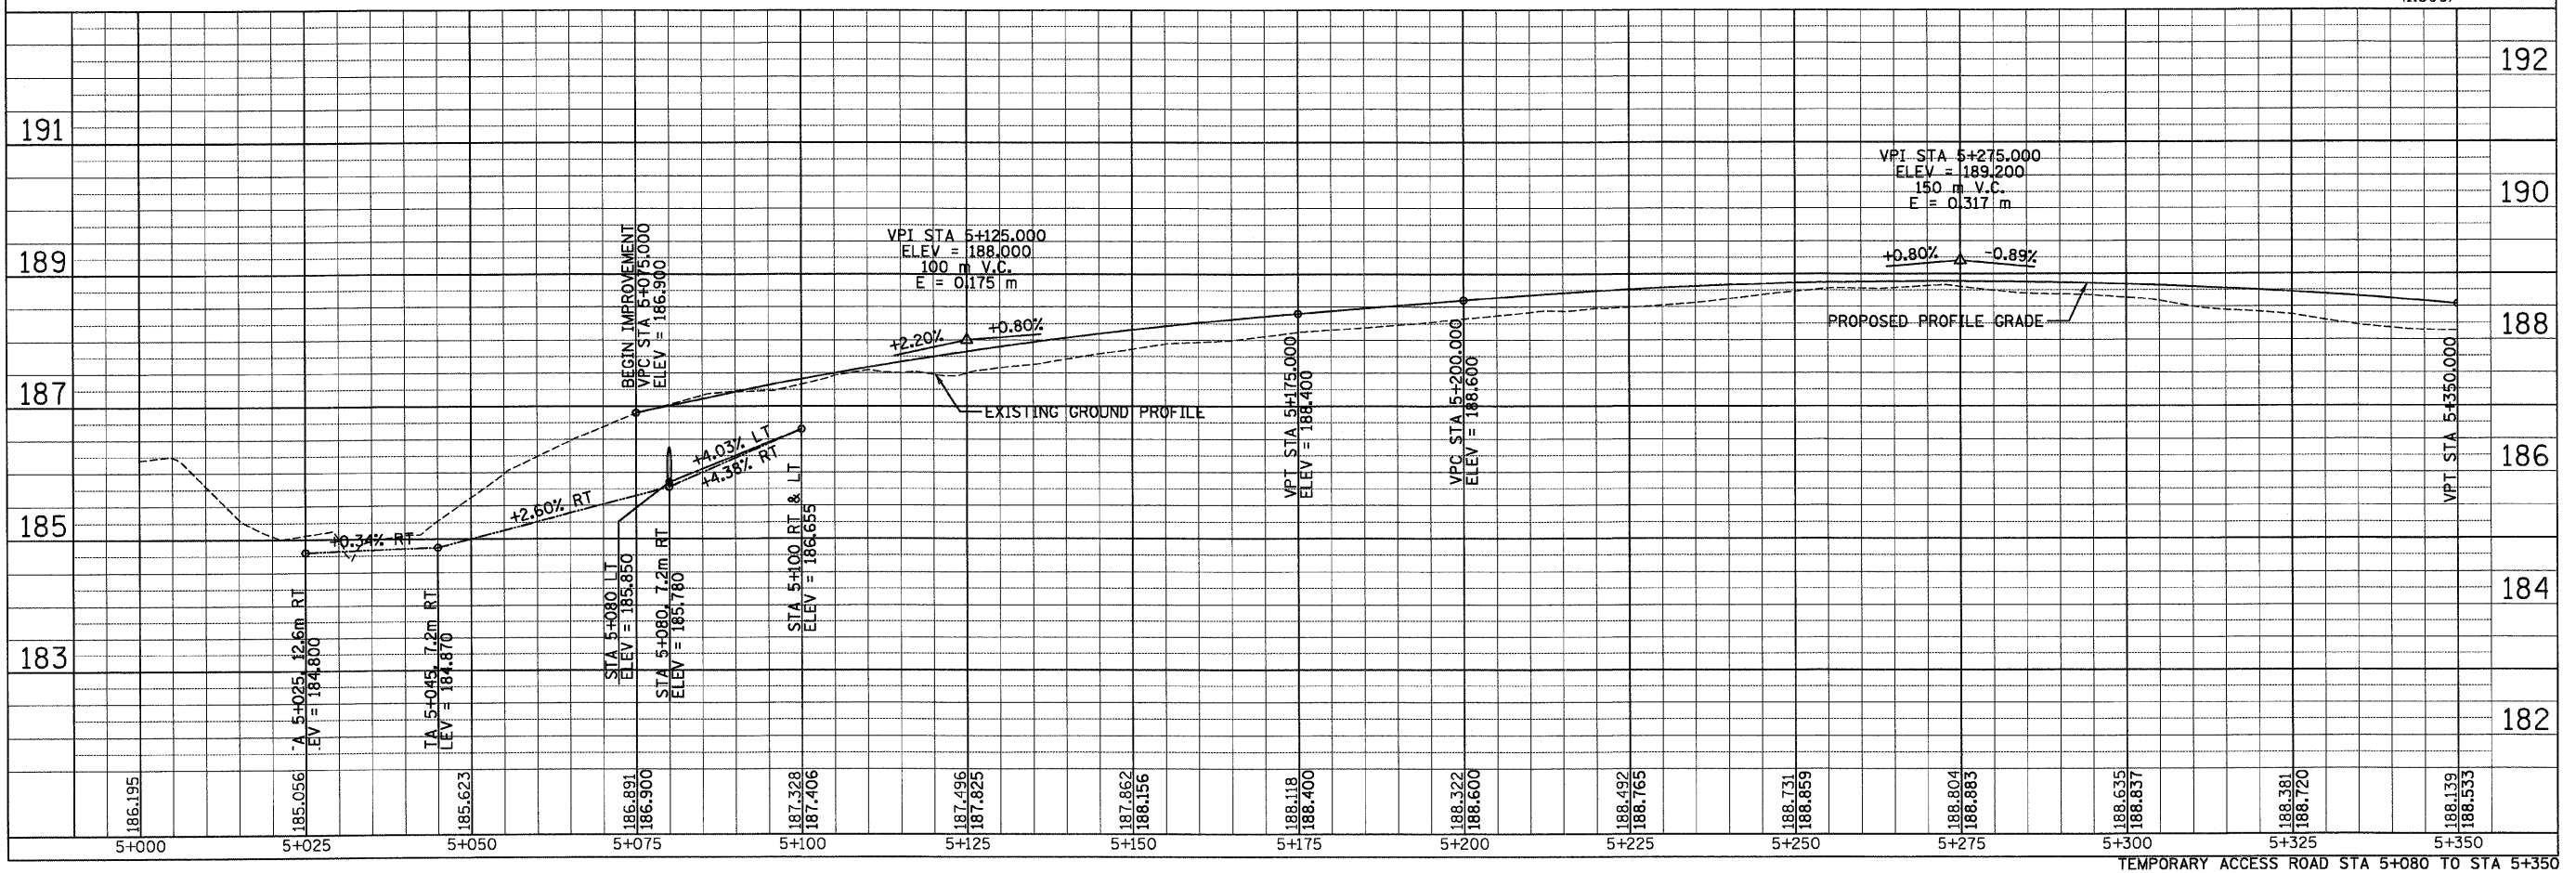 192
191
190
189
188
187
186
185
184
183
182
VPI STA 5+275.000
ELEV = 189.200
150 m V.C.
E = 0.317 m
+0.80%
-0.89%
VPI STA 5+125.000
ELEV = 188.000
100 m V.C.
E = 0.175 m
+2.20%
+0.80%
BEGIN IMPROVEMENT
VPC STA 5+075.000
ELEV = 186.900
PROPOSED PROFILE GRADE
EXISTING GROUND PROFILE
VPT STA 5+175.000
ELEV = 188.400
VPC STA 5+200.000
ELEV = 188.600
VPT STA 5+350.000
+4.03% LT
+4.38% RT
+2.60% RT
+0.34% RT
STA 5+100 RT & LT
ELEV = 186.655
STA 5+080 LT
ELEV = 185.850
STA 5+080, 7.2m RT
ELEV = 185.780
TA 5+045, 7.2m RT
LEV = 184.870
A 5+025, 12.6m RT
EV = 184.800
186.195
185.056
185.623
186.891
186.900
187.328
187.406
187.496
187.825
187.862
188.156
188.118
188.400
188.322
188.600
188.492
188.765
188.731
188.859
188.804
188.883
188.635
188.837
188.381
188.720
188.139
188.533
5+000
5+025
5+050
5+075
5+100
5+125
5+150
5+175
5+200
5+225
5+250
5+275
5+300
5+325
5+350
TEMPORARY ACCESS ROAD STA 5+080 TO STA 5+350